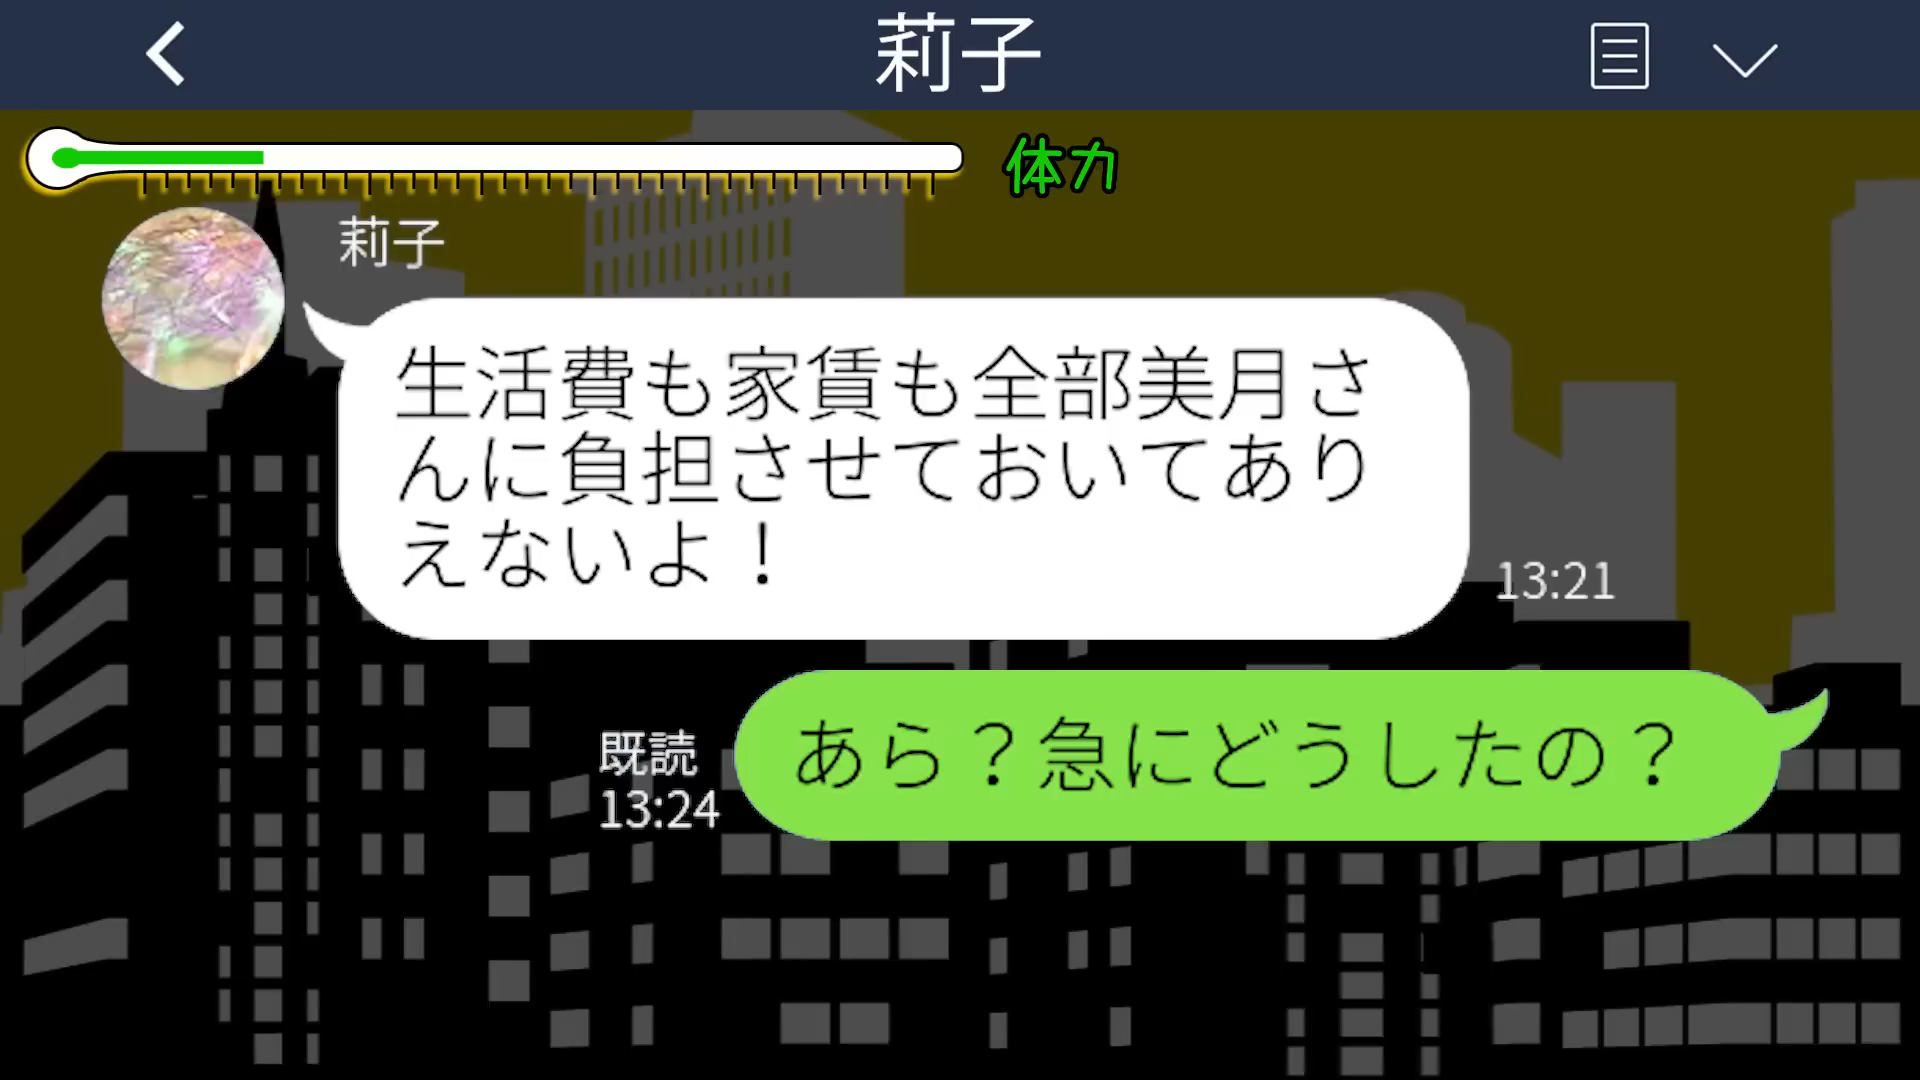 莉子
体力
莉子
生活費も家賃も全部美月さ
んに負担させておいてあり
えないよ！
13:21
あら？急にどうしたの？
既読
13:24